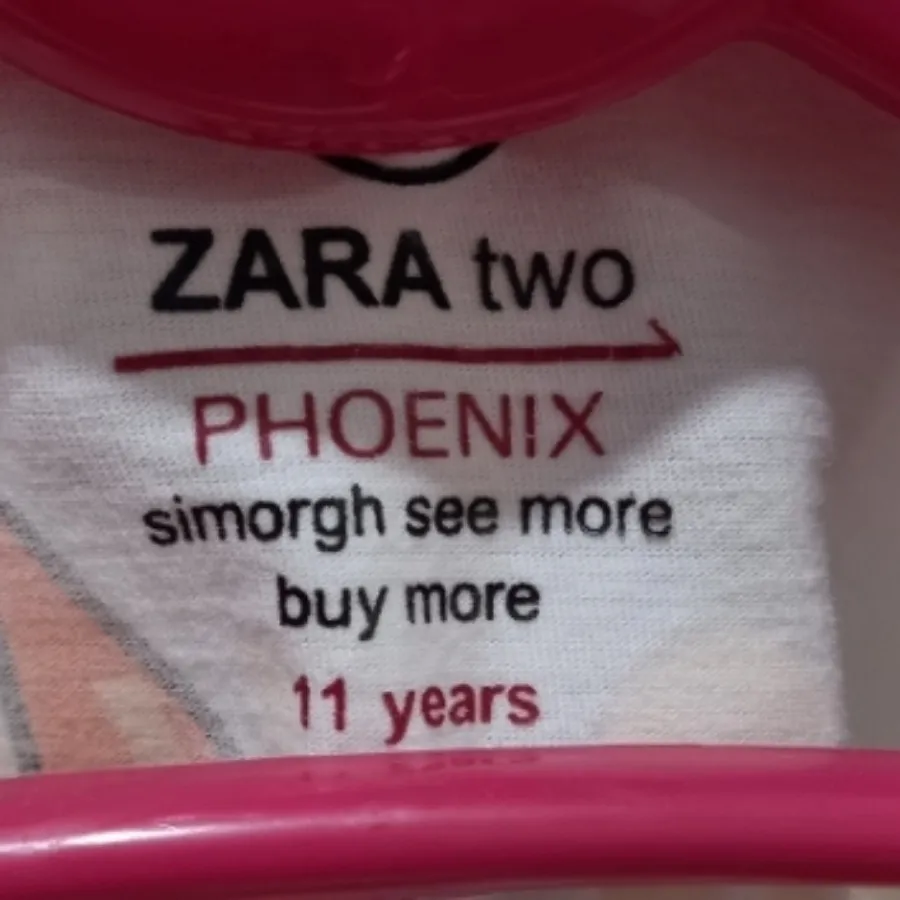 ZARA two
PHOENIX
simorgh see more
buy more
11 years